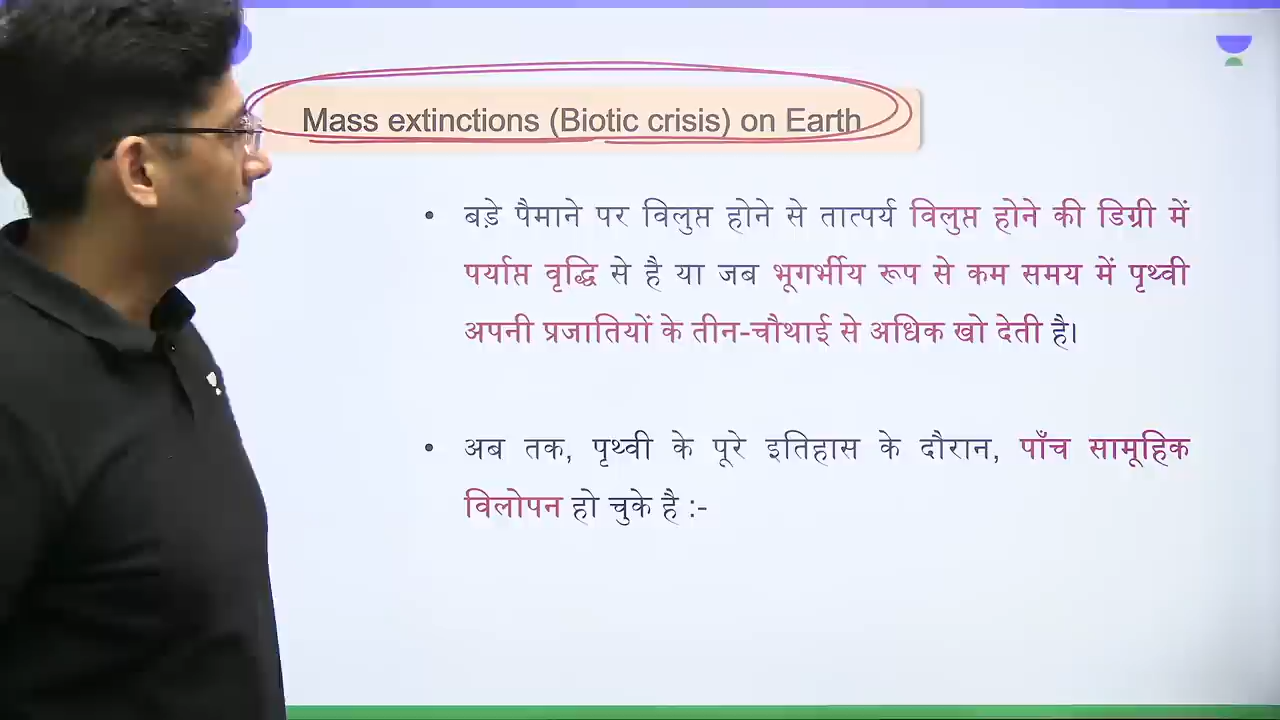 Mass extinctions (Biotic crisis) on Earth
• बड़े पैमाने पर विलुप्त होने से तात्पर्य विलुप्त होने की डिग्री में
पर्याप्त वृद्धि से है या जब भूगर्भीय रूप से कम समय में पृथ्वी
अपनी प्रजातियों के तीन-चौथाई से अधिक खो देती है।
• अब तक, पृथ्वी के पूरे इतिहास के दौरान, पाँच सामूहिक
विलोपन हो चुके है :-